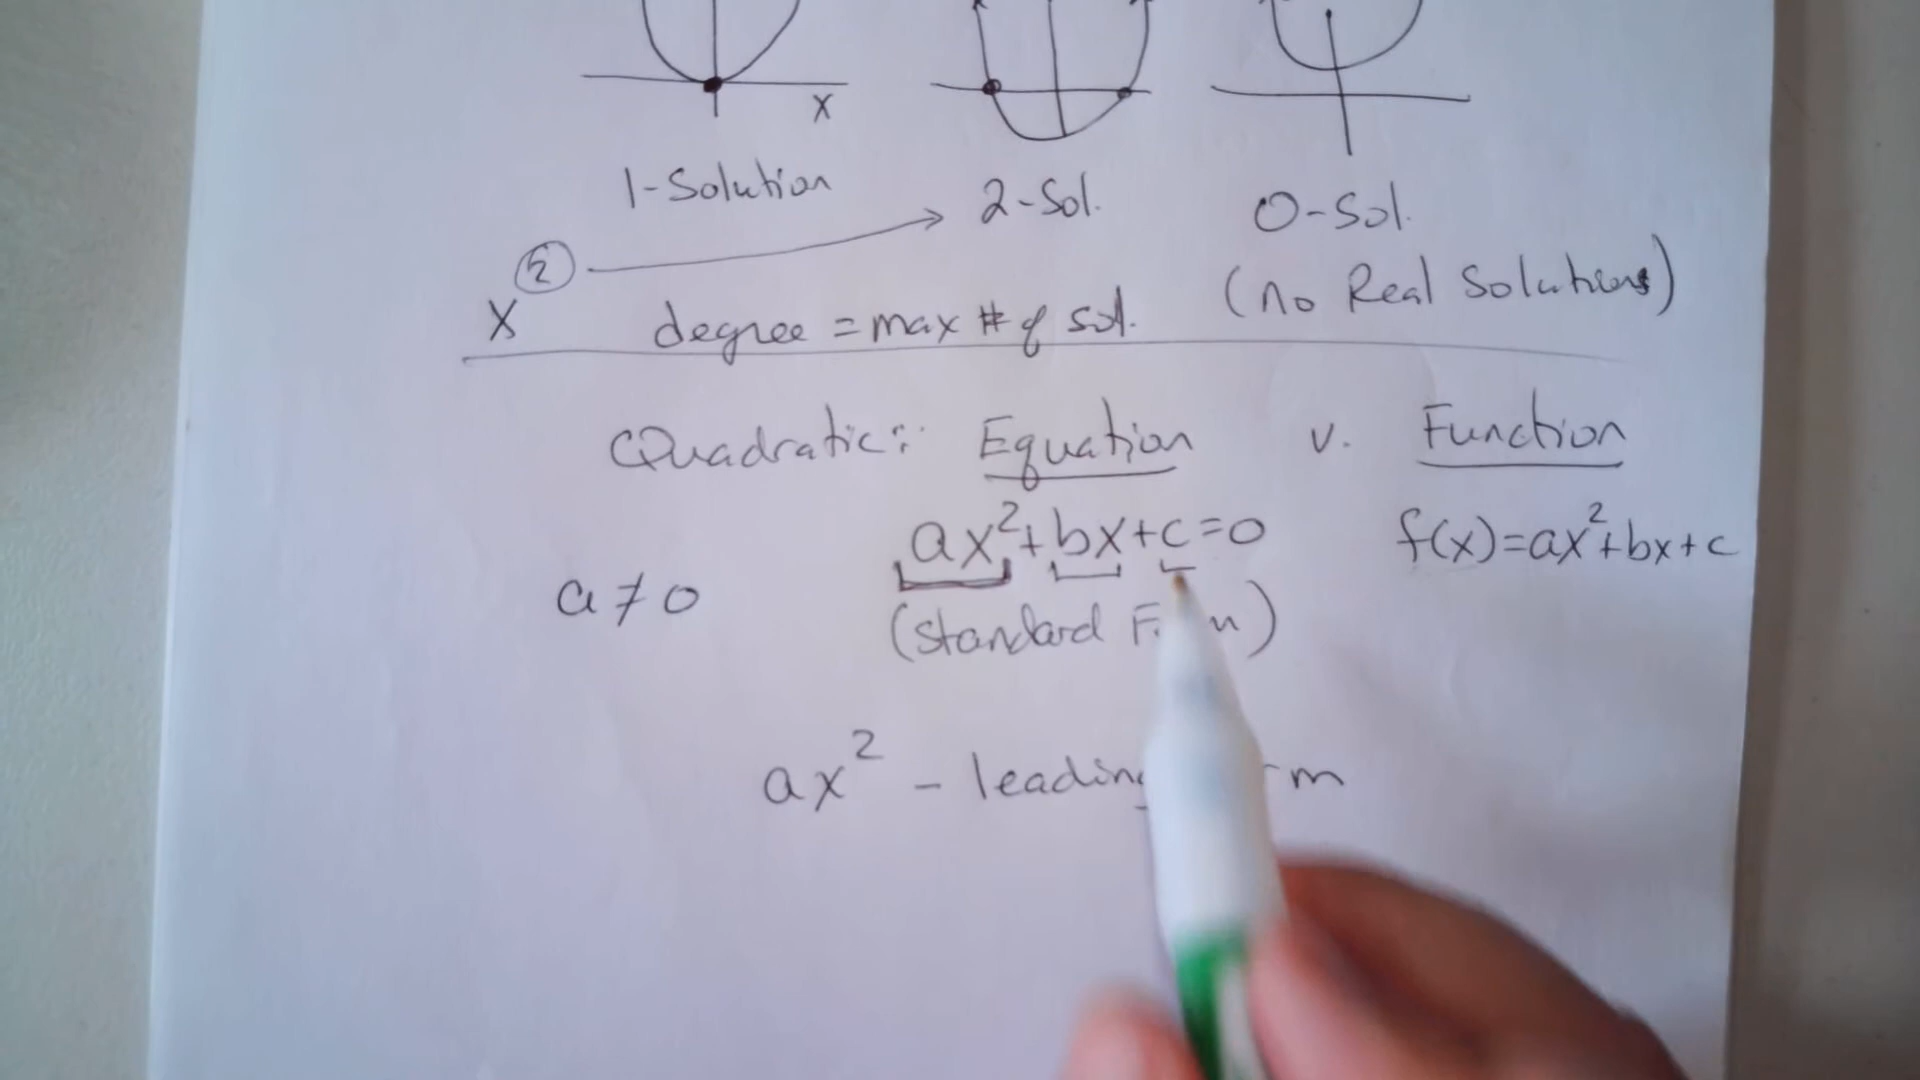 x
1-Solution 2-Sol. 0-Sol.
x² degree = max # of sol. (no Real Solutions)
Quadratic: Equation v. Function
ax²+bx+c=0 f(x)=ax²+bx+c
a≠0 (Standard
ax² - leading